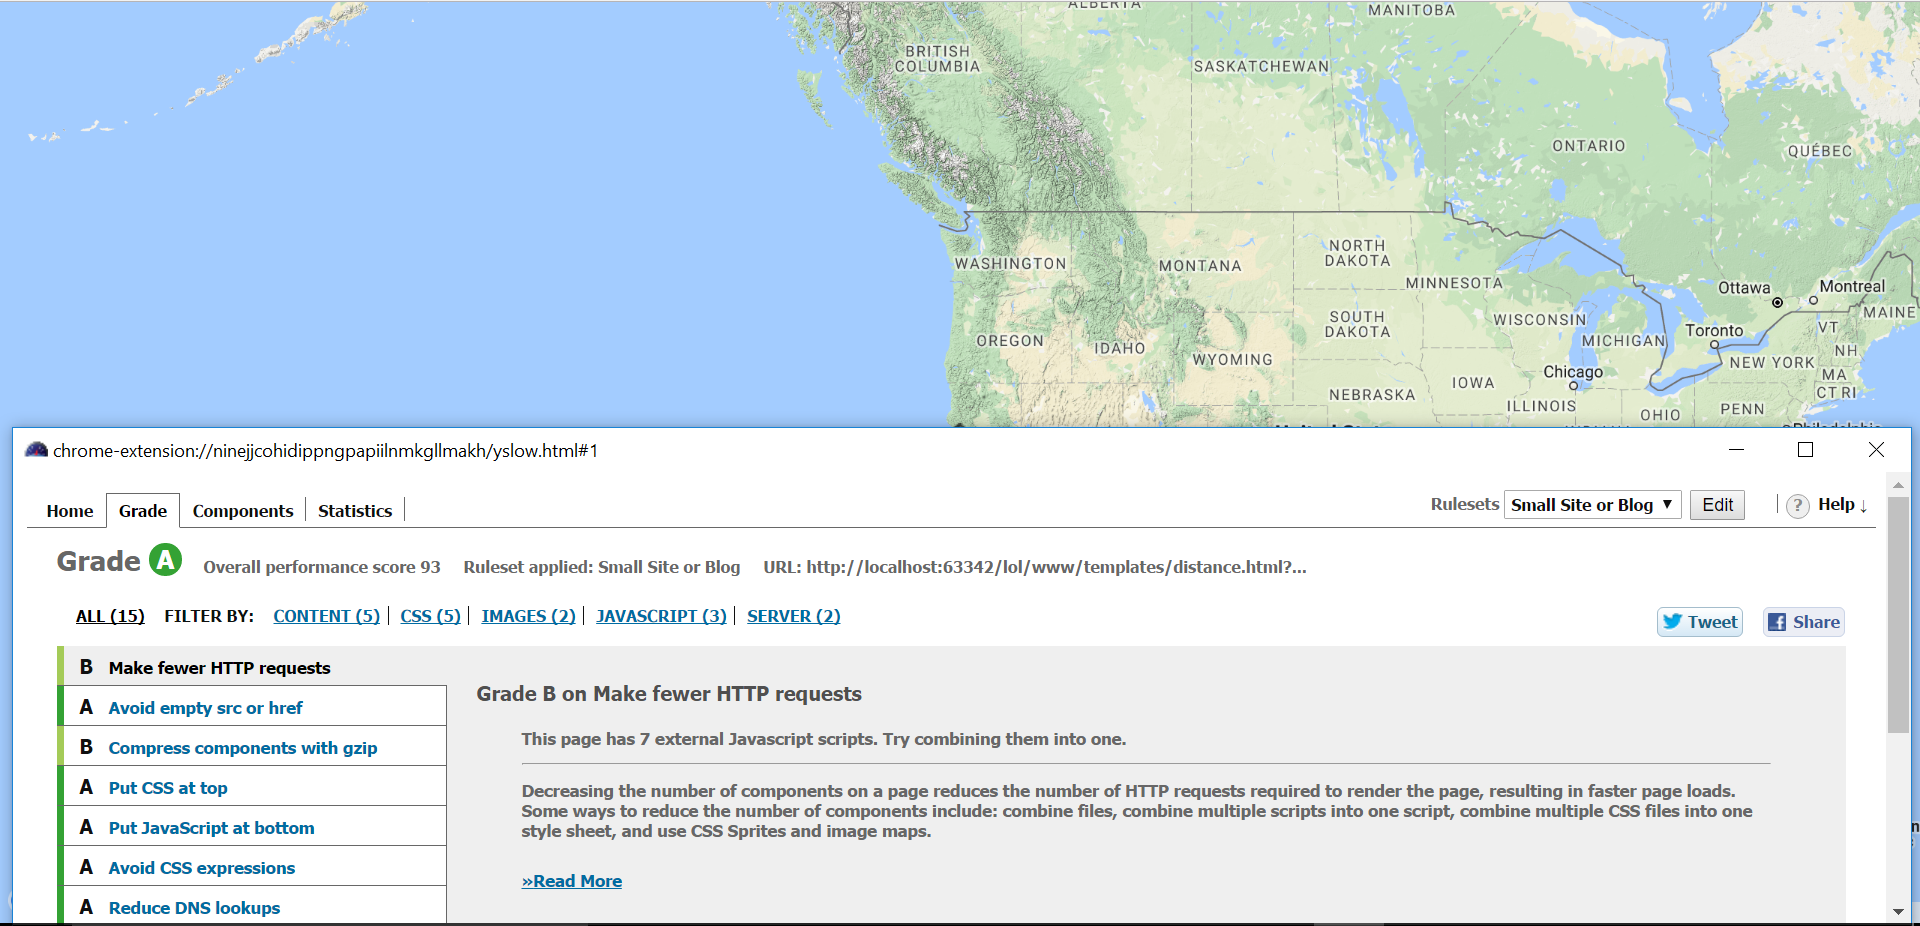 ALBERTA
MANITOBA
BRITISH
COLUMBIA
SASKATCHEWAN
ONTARIO
QUÉBEC
WASHINGTON
MONTANA
NORTH
DAKOTA
MINNESOTA
Ottawa
Montreal
MAINE
OREGON
IDAHO
SOUTH
DAKOTA
WISCONSIN
MICHIGAN
Toronto
VT
NH
WYOMING
NEW YORK
Chicago
IOWA
MA
NEBRASKA
ILLINOIS
OHIO
PENN
CT RI
chrome-extension://ninejjcohidippngpapiilnmkgllmakh/yslow.html#1
Home Grade Components Statistics
Rulesets Small Site or Blog ▼ Edit ? Help ↓
Grade A Overall performance score 93 Ruleset applied: Small Site or Blog URL: http://localhost:63342/lol/www/templates/distance.html?...
ALL (15) FILTER BY: CONTENT (5) CSS (5) IMAGES (2) JAVASCRIPT (3) SERVER (2)
Tweet Share
B Make fewer HTTP requests
A Avoid empty src or href
B Compress components with gzip
A Put CSS at top
A Put JavaScript at bottom
A Avoid CSS expressions
A Reduce DNS lookups
Grade B on Make fewer HTTP requests
This page has 7 external Javascript scripts. Try combining them into one.
Decreasing the number of components on a page reduces the number of HTTP requests required to render the page, resulting in faster page loads.
Some ways to reduce the number of components include: combine files, combine multiple scripts into one script, combine multiple CSS files into one
style sheet, and use CSS Sprites and image maps.
»Read More